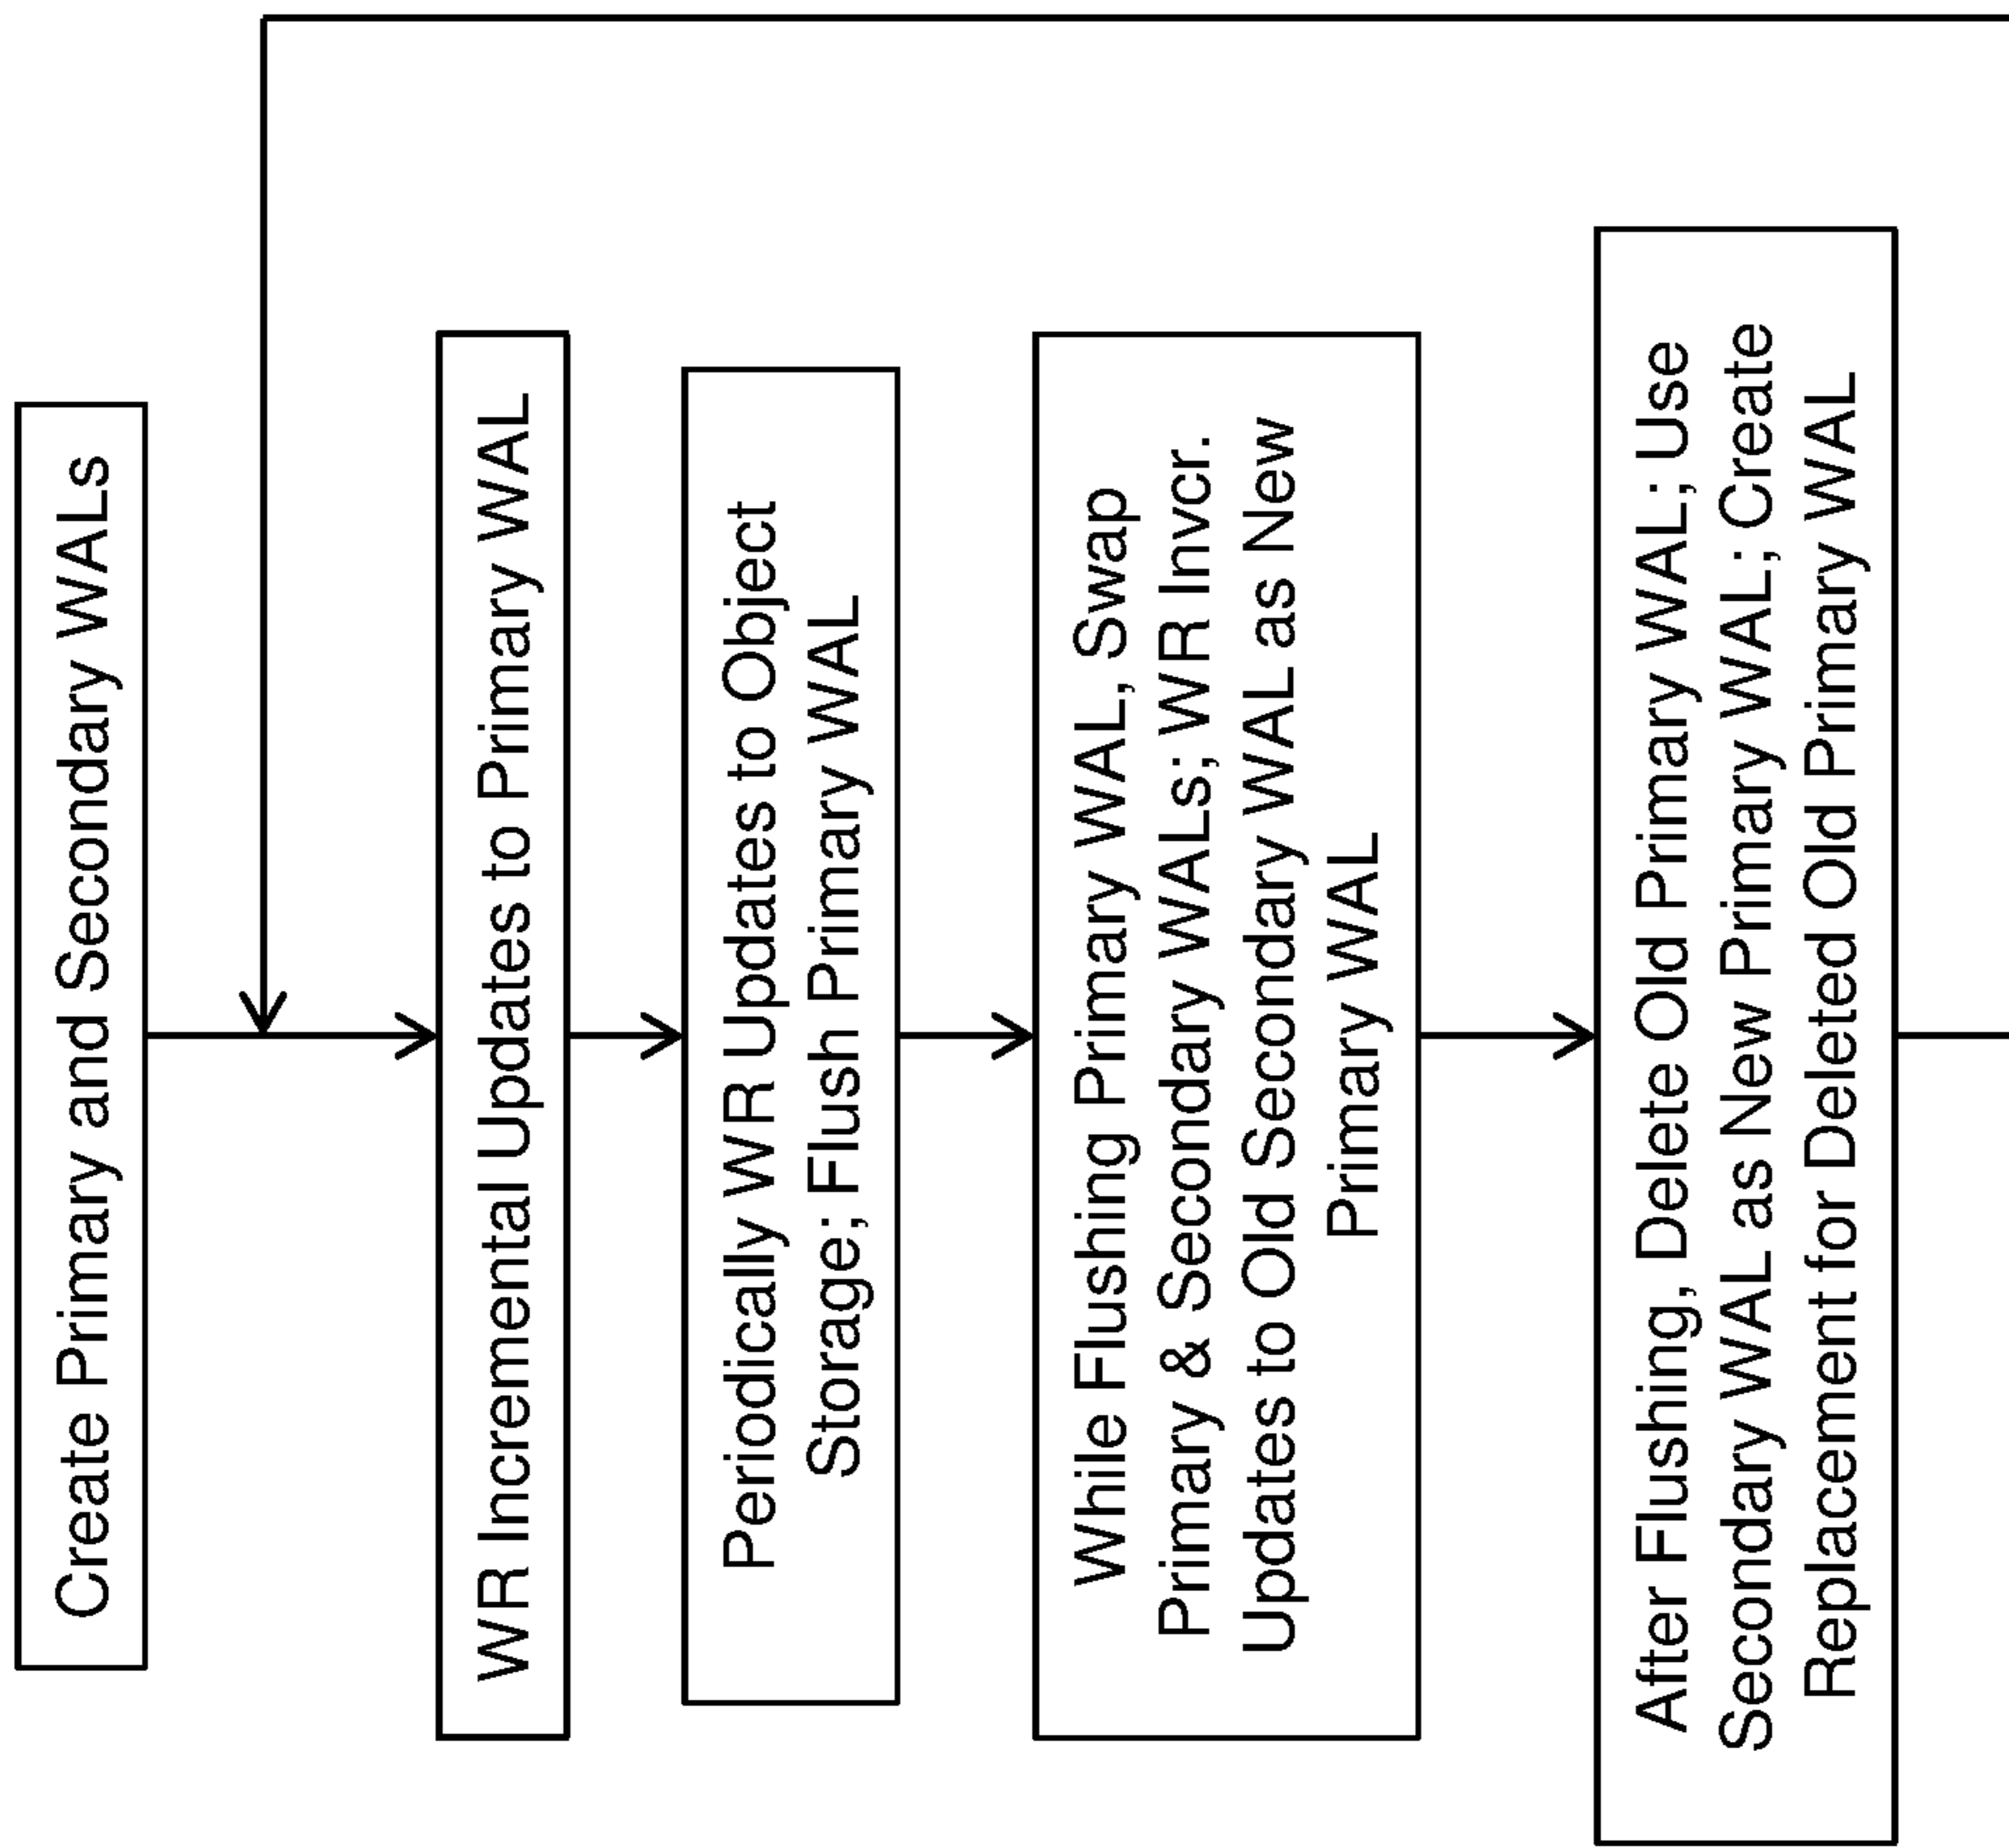 Create Primary and Secondary WALs
WR Incremental Updates to Primary WAL
Periodically WR Updates to Object
Storage; Flush Primary WAL
While Flushing Primary WAL, Swap
Primary & Secondary WALs; WR Invcr.
Updates to Old Secondary WAL as New
Primary WAL
After Flushing, Delete Old Primary WAL; Use
Secondary WAL as New Primary WAL; Create
Replacement for Deleted Old Primary WAL